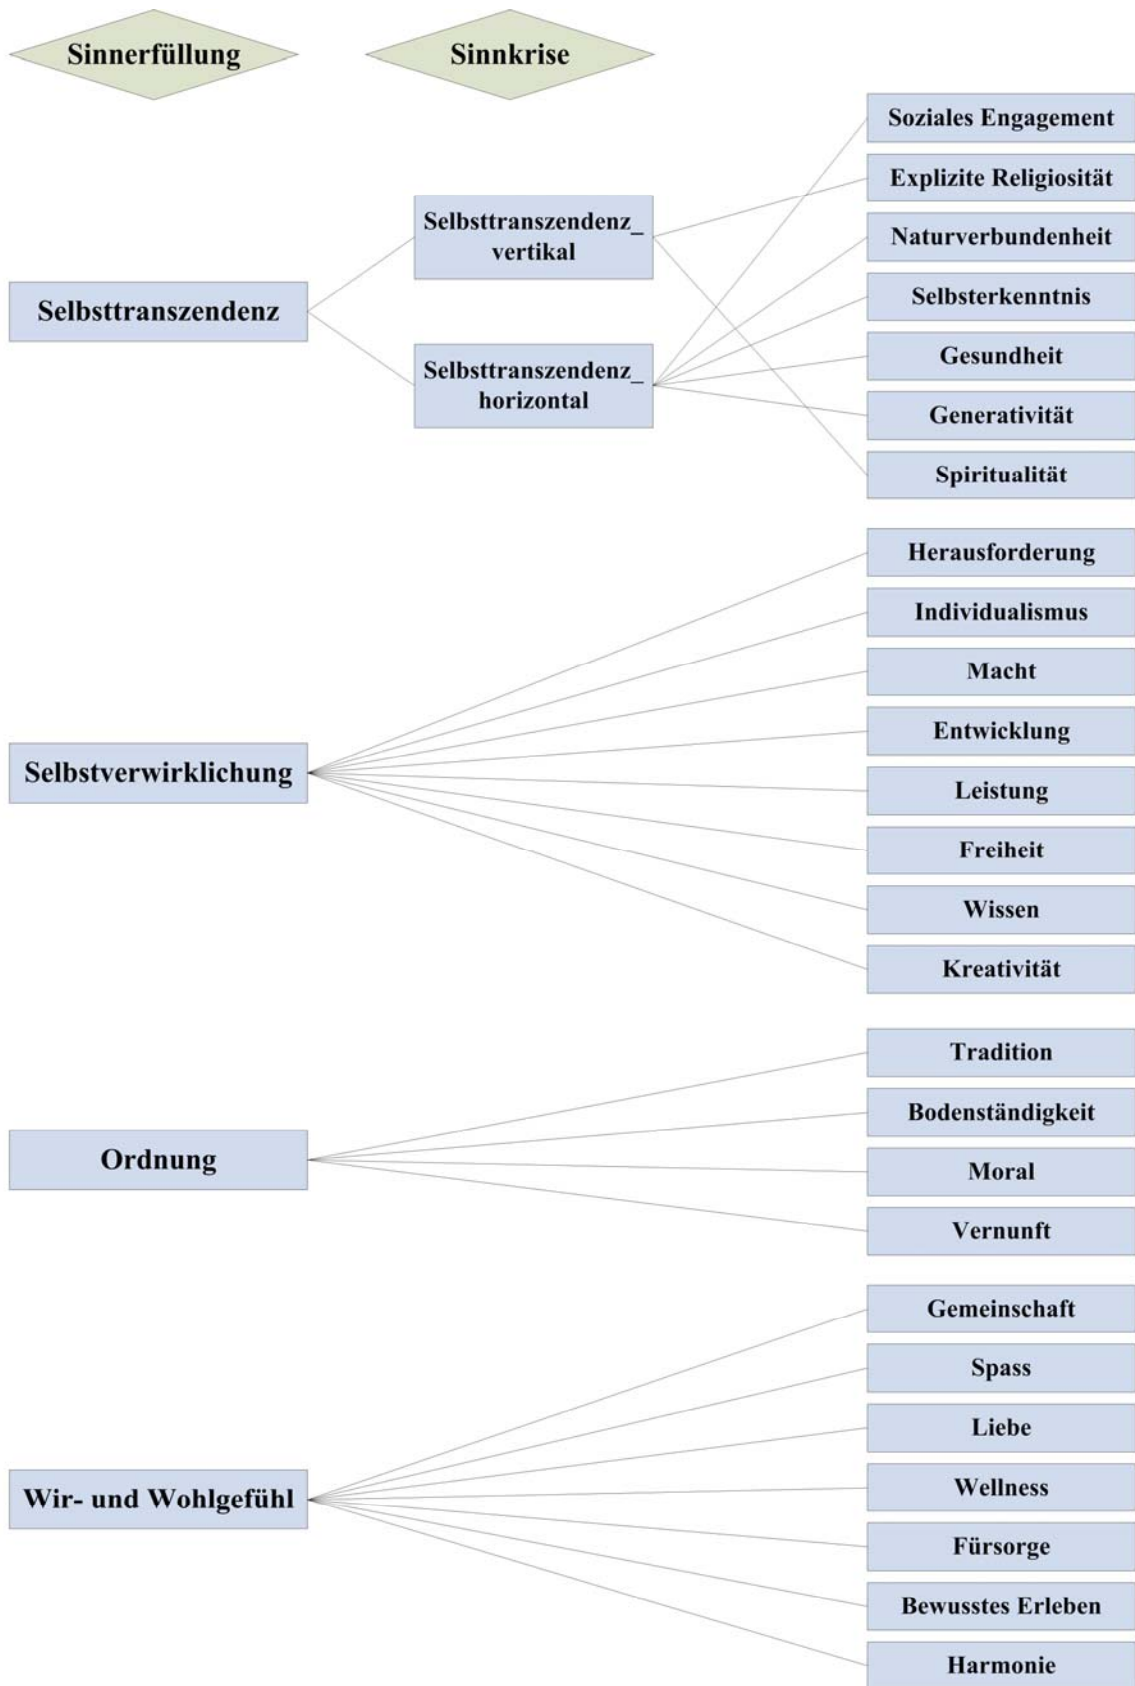 Sinnerfüllung
Sinnkrise
Soziales Engagement
Explizite Religiosität
Selbsttranszendenz_
vertikal
Naturverbundenheit
Selbsttranszendenz
Selbsterkenntnis
Selbsttranszendenz_
horizontal
Gesundheit
Generativität
Spiritualität
Herausforderung
Individualismus
Macht
Entwicklung
Selbstverwirklichung
Leistung
Freiheit
Wissen
Kreativität
Tradition
Bodenständigkeit
Ordnung
Moral
Vernunft
Gemeinschaft
Spass
Liebe
Wellness
Wir- und Wohlgefühl
Fürsorge
Bewusstes Erleben
Harmonie